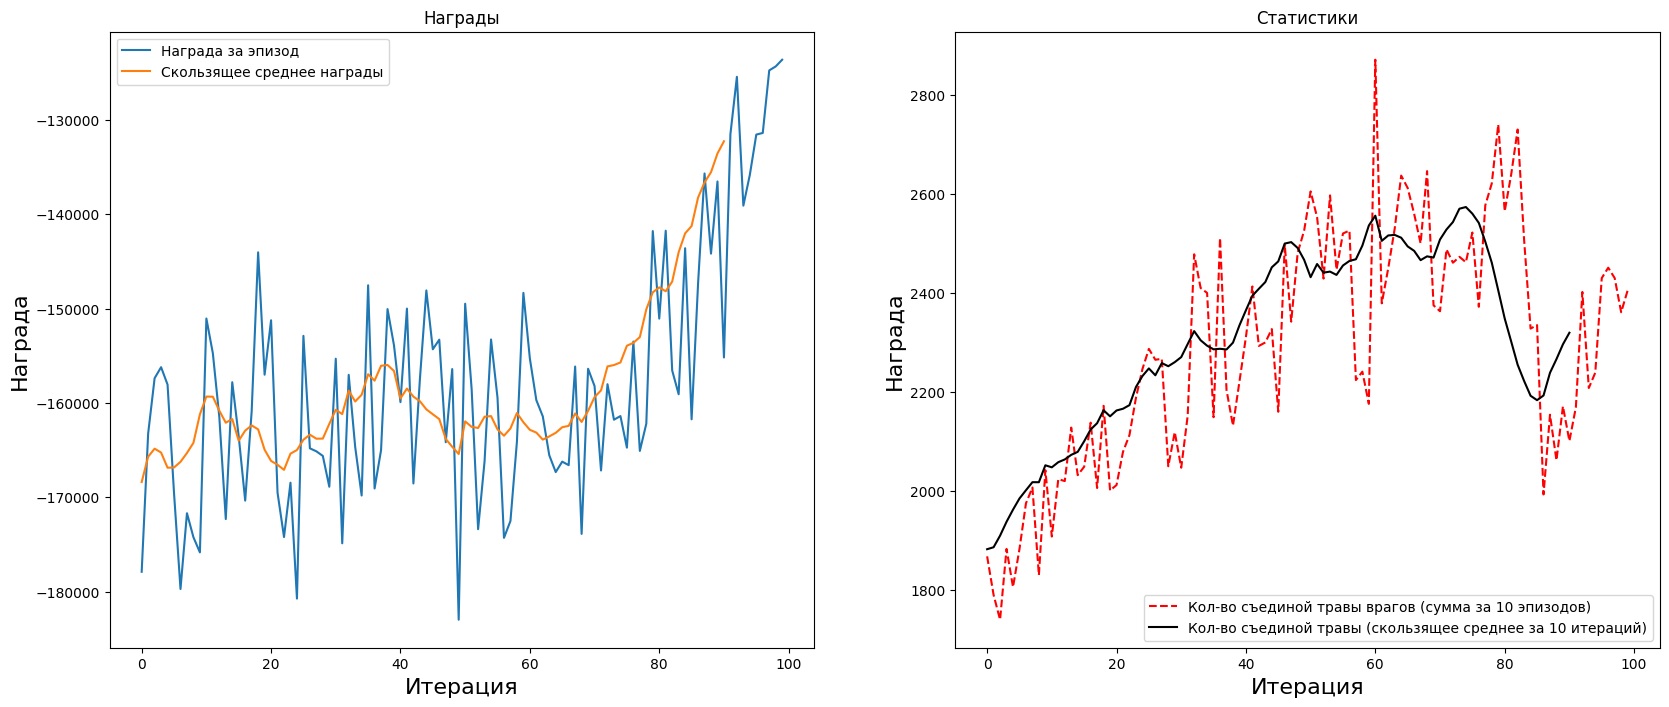 Награды
Награда за эпизод
Скользящее среднее награды
−130000
−140000
−150000
−160000
−170000
−180000
Награда
0 20 40 60 80 100
Итерация
Статистики
2800
2600
2400
2200
2000
1800
Награда
Кол-во съединой травы врагов (сумма за 10 эпизодов)
Кол-во съединой травы (скользящее среднее за 10 итераций)
0 20 40 60 80 100
Итерация